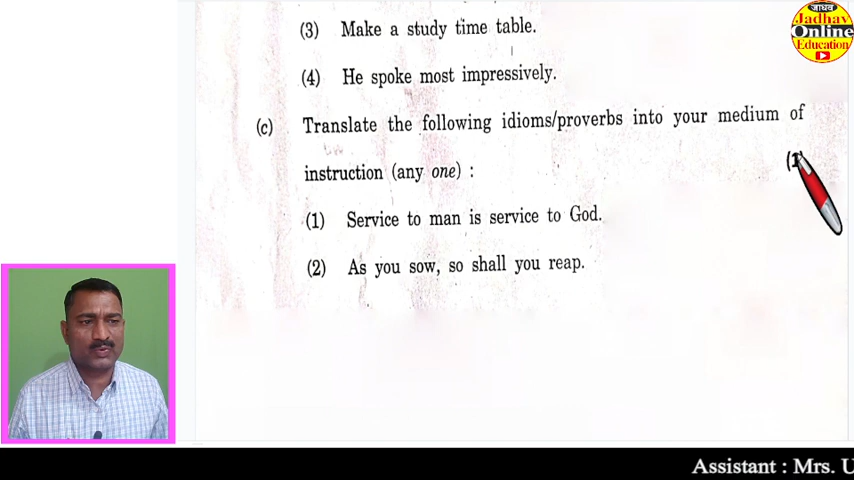 जाधव
Jadhav
Online
Education
(3) Make a study time table.
(4) He spoke most impressively.
(c) Translate the following idioms/proverbs into your medium of
instruction (any one) :
(1) Service to man is service to God.
(2) As you sow, so shall you reap.
Assistant : Mrs. U